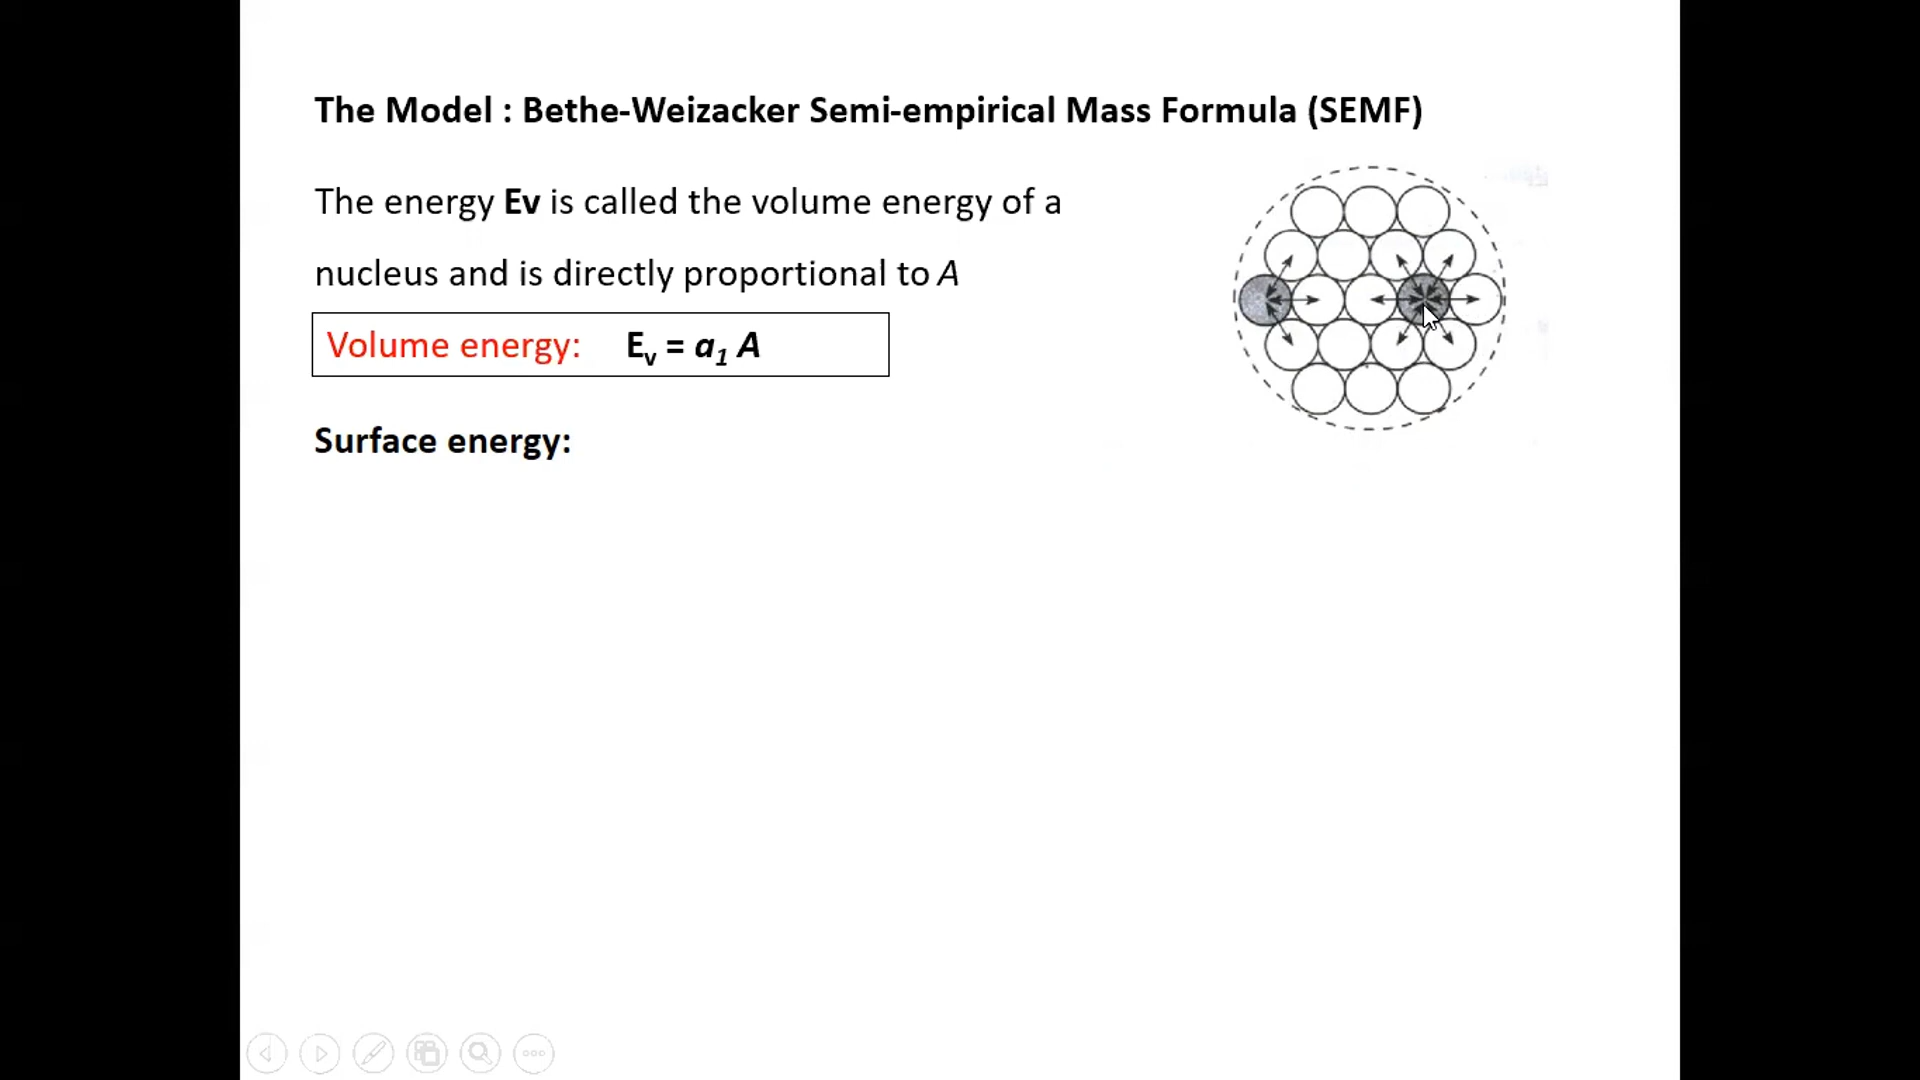 The Model : Bethe-Weizacker Semi-empirical Mass Formula (SEMF)
The energy Ev is called the volume energy of a
nucleus and is directly proportional to A
Volume energy: Ev = a1 A
Surface energy: